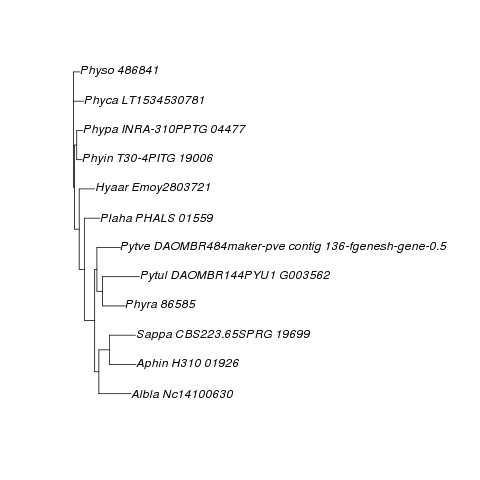 Physo 486841
Phyca LT1534530781
Phypa INRA-310PPTG 04477
Phyin T30-4PITG 19006
Hyaar Emoy2803721
Plaha PHALS 01559
Pytve DAOMBR484maker-pve contig 136-fgenesh-gene-0.5
Pytul DAOMBR144PYU1 G003562
Phyra 86585
Sappa CBS223.65SPRG 19699
Aphin H310 01926
Albla Nc14100630